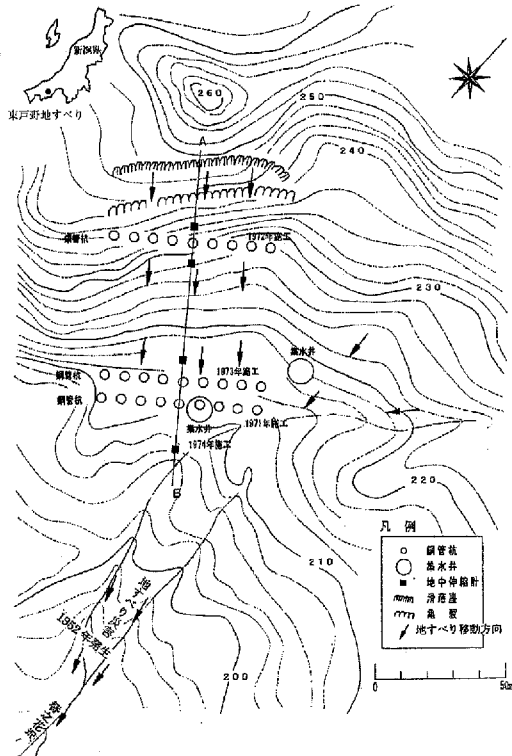 新潟県
東戸野地すべり
260
250
240
A
鋼管杭
1972年施工
230
集水井
鋼管杭
1973年施工
鋼管杭
1971年施工
集水井
1974年施工
B
220
210
200
地すべり
1952年発生
凡例
鋼管杭
集水井
地中伸縮計
滑落崖
亀裂
地すべり移動方向
0
50m